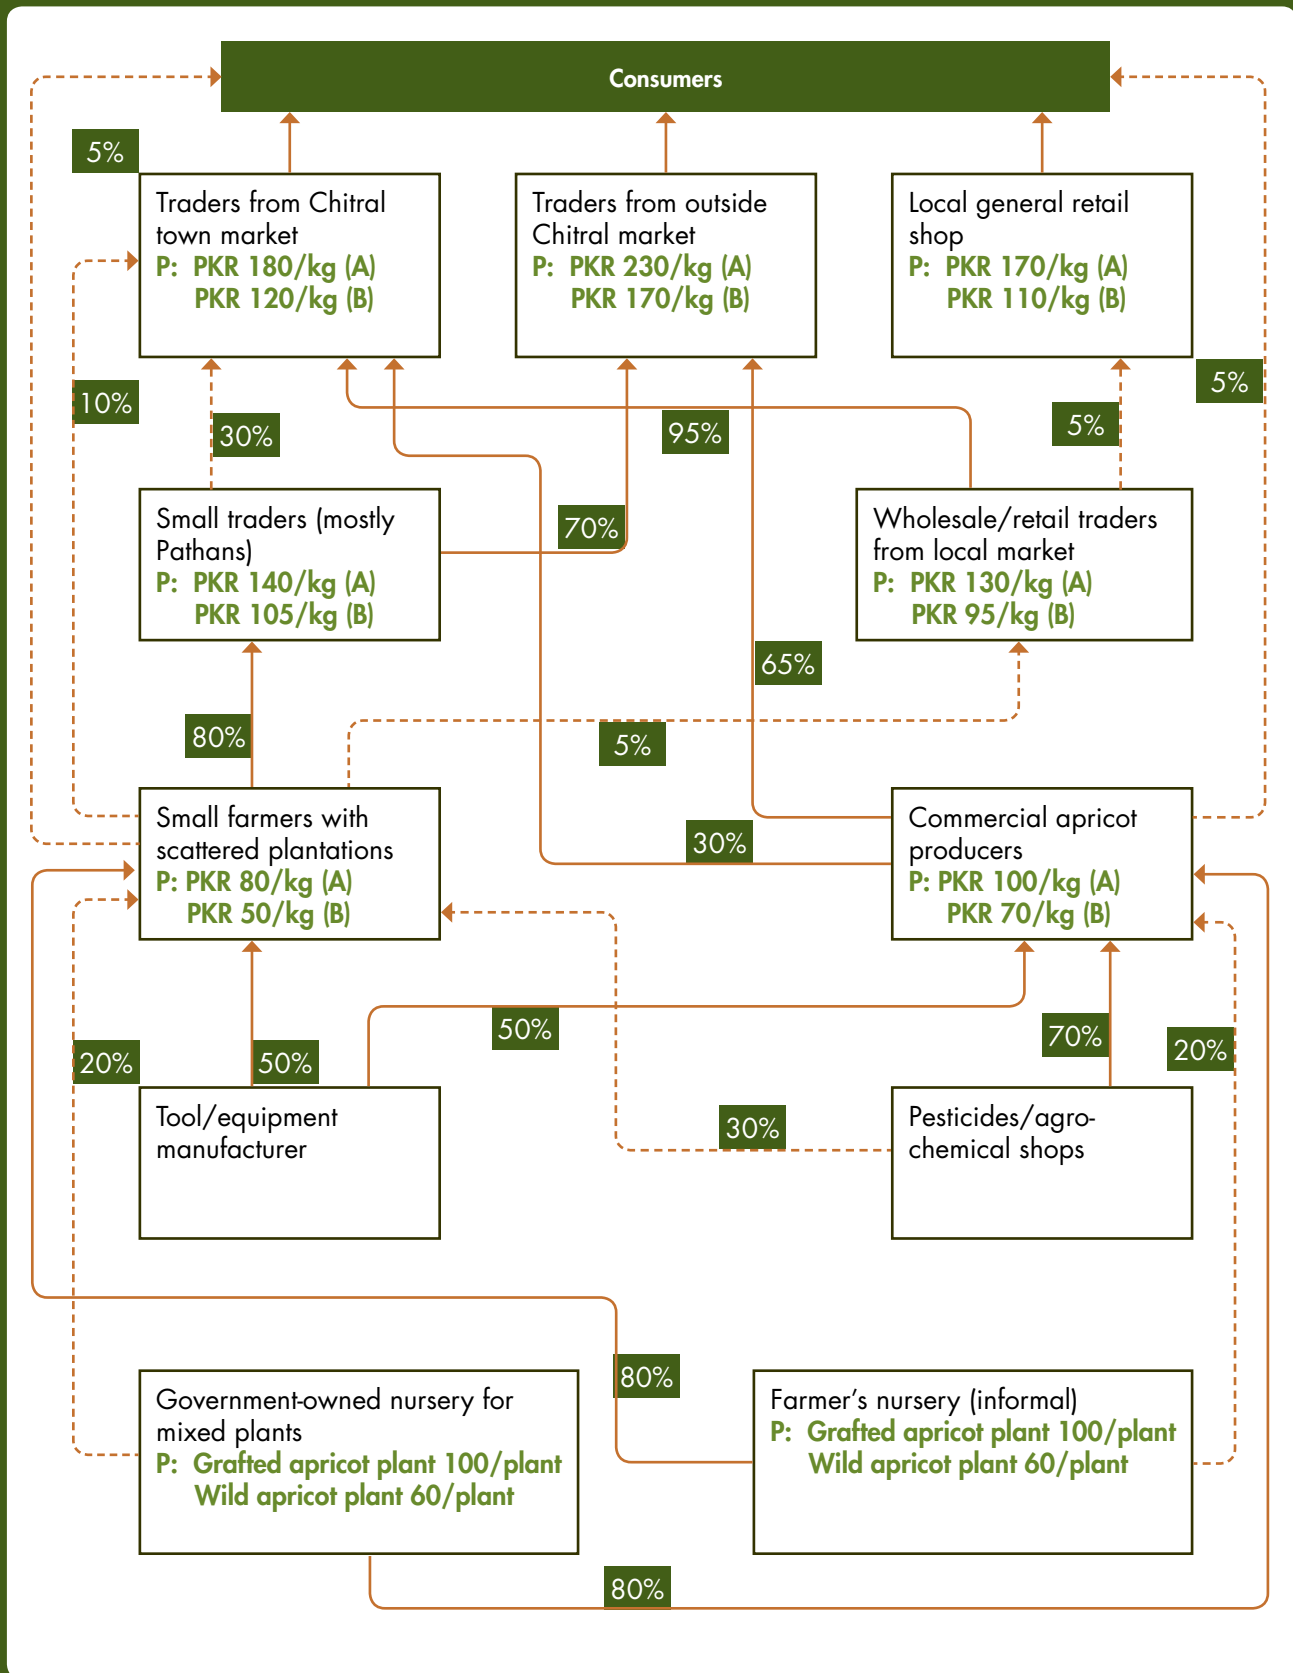 Consumers
5%
Traders from Chitral
town market
P: PKR 180/kg (A)
PKR 120/kg (B)
Traders from outside
Chitral market
P: PKR 230/kg (A)
PKR 170/kg (B)
Local general retail
shop
P: PKR 170/kg (A)
PKR 110/kg (B)
10%
30%
95%
5%
5%
Small traders (mostly
Pathans)
P: PKR 140/kg (A)
PKR 105/kg (B)
70%
Wholesale/retail traders
from local market
P: PKR 130/kg (A)
PKR 95/kg (B)
65%
80%
5%
Small farmers with
scattered plantations
P: PKR 80/kg (A)
PKR 50/kg (B)
30%
Commercial apricot
producers
P: PKR 100/kg (A)
PKR 70/kg (B)
20%
50%
50%
70%
20%
Tool/equipment
manufacturer
30%
Pesticides/agro-
chemical shops
80%
Government-owned nursery for
mixed plants
P: Grafted apricot plant 100/plant
Wild apricot plant 60/plant
Farmer’s nursery (informal)
P: Grafted apricot plant 100/plant
Wild apricot plant 60/plant
80%